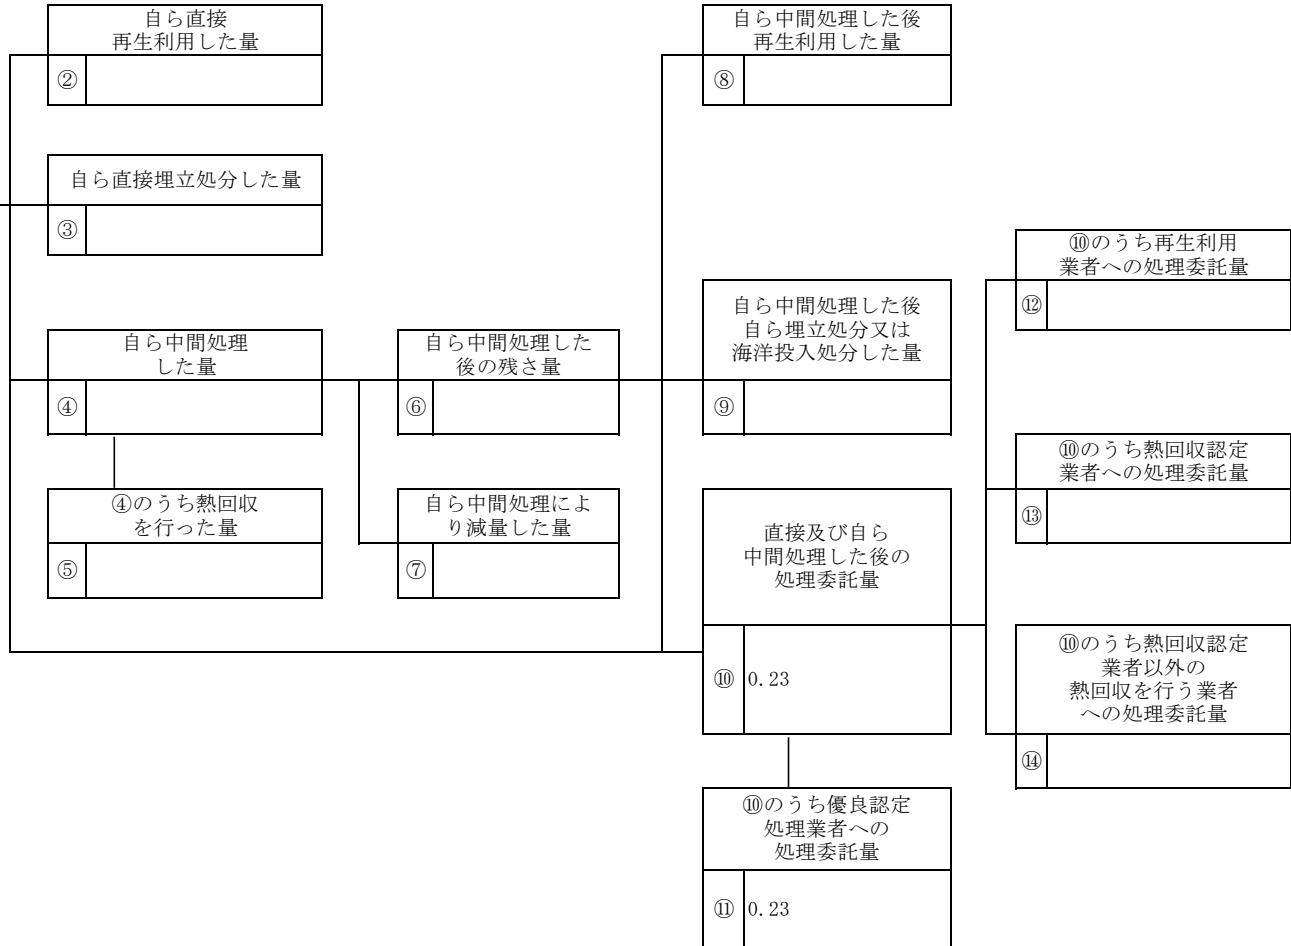 自ら直接
再生利用した量
②
自ら中間処理した後
再生利用した量
⑧
自ら直接埋立処分した量
③
⑩のうち再生利用
業者への処理委託量
⑫
自ら中間処理
した量
④
自ら中間処理した
後の残さ量
⑥
自ら中間処理した後
自ら埋立処分又は
海洋投入処分した量
⑨
⑩のうち熱回収認定
業者への処理委託量
⑬
④のうち熱回収
を行った量
⑤
自ら中間処理によ
り減量した量
⑦
直接及び自ら
中間処理した後の
処理委託量
⑩ 0.23
⑩のうち熱回収認定
業者以外の
熱回収を行う業者
への処理委託量
⑭
⑩のうち優良認定
処理業者への
処理委託量
⑪ 0.23